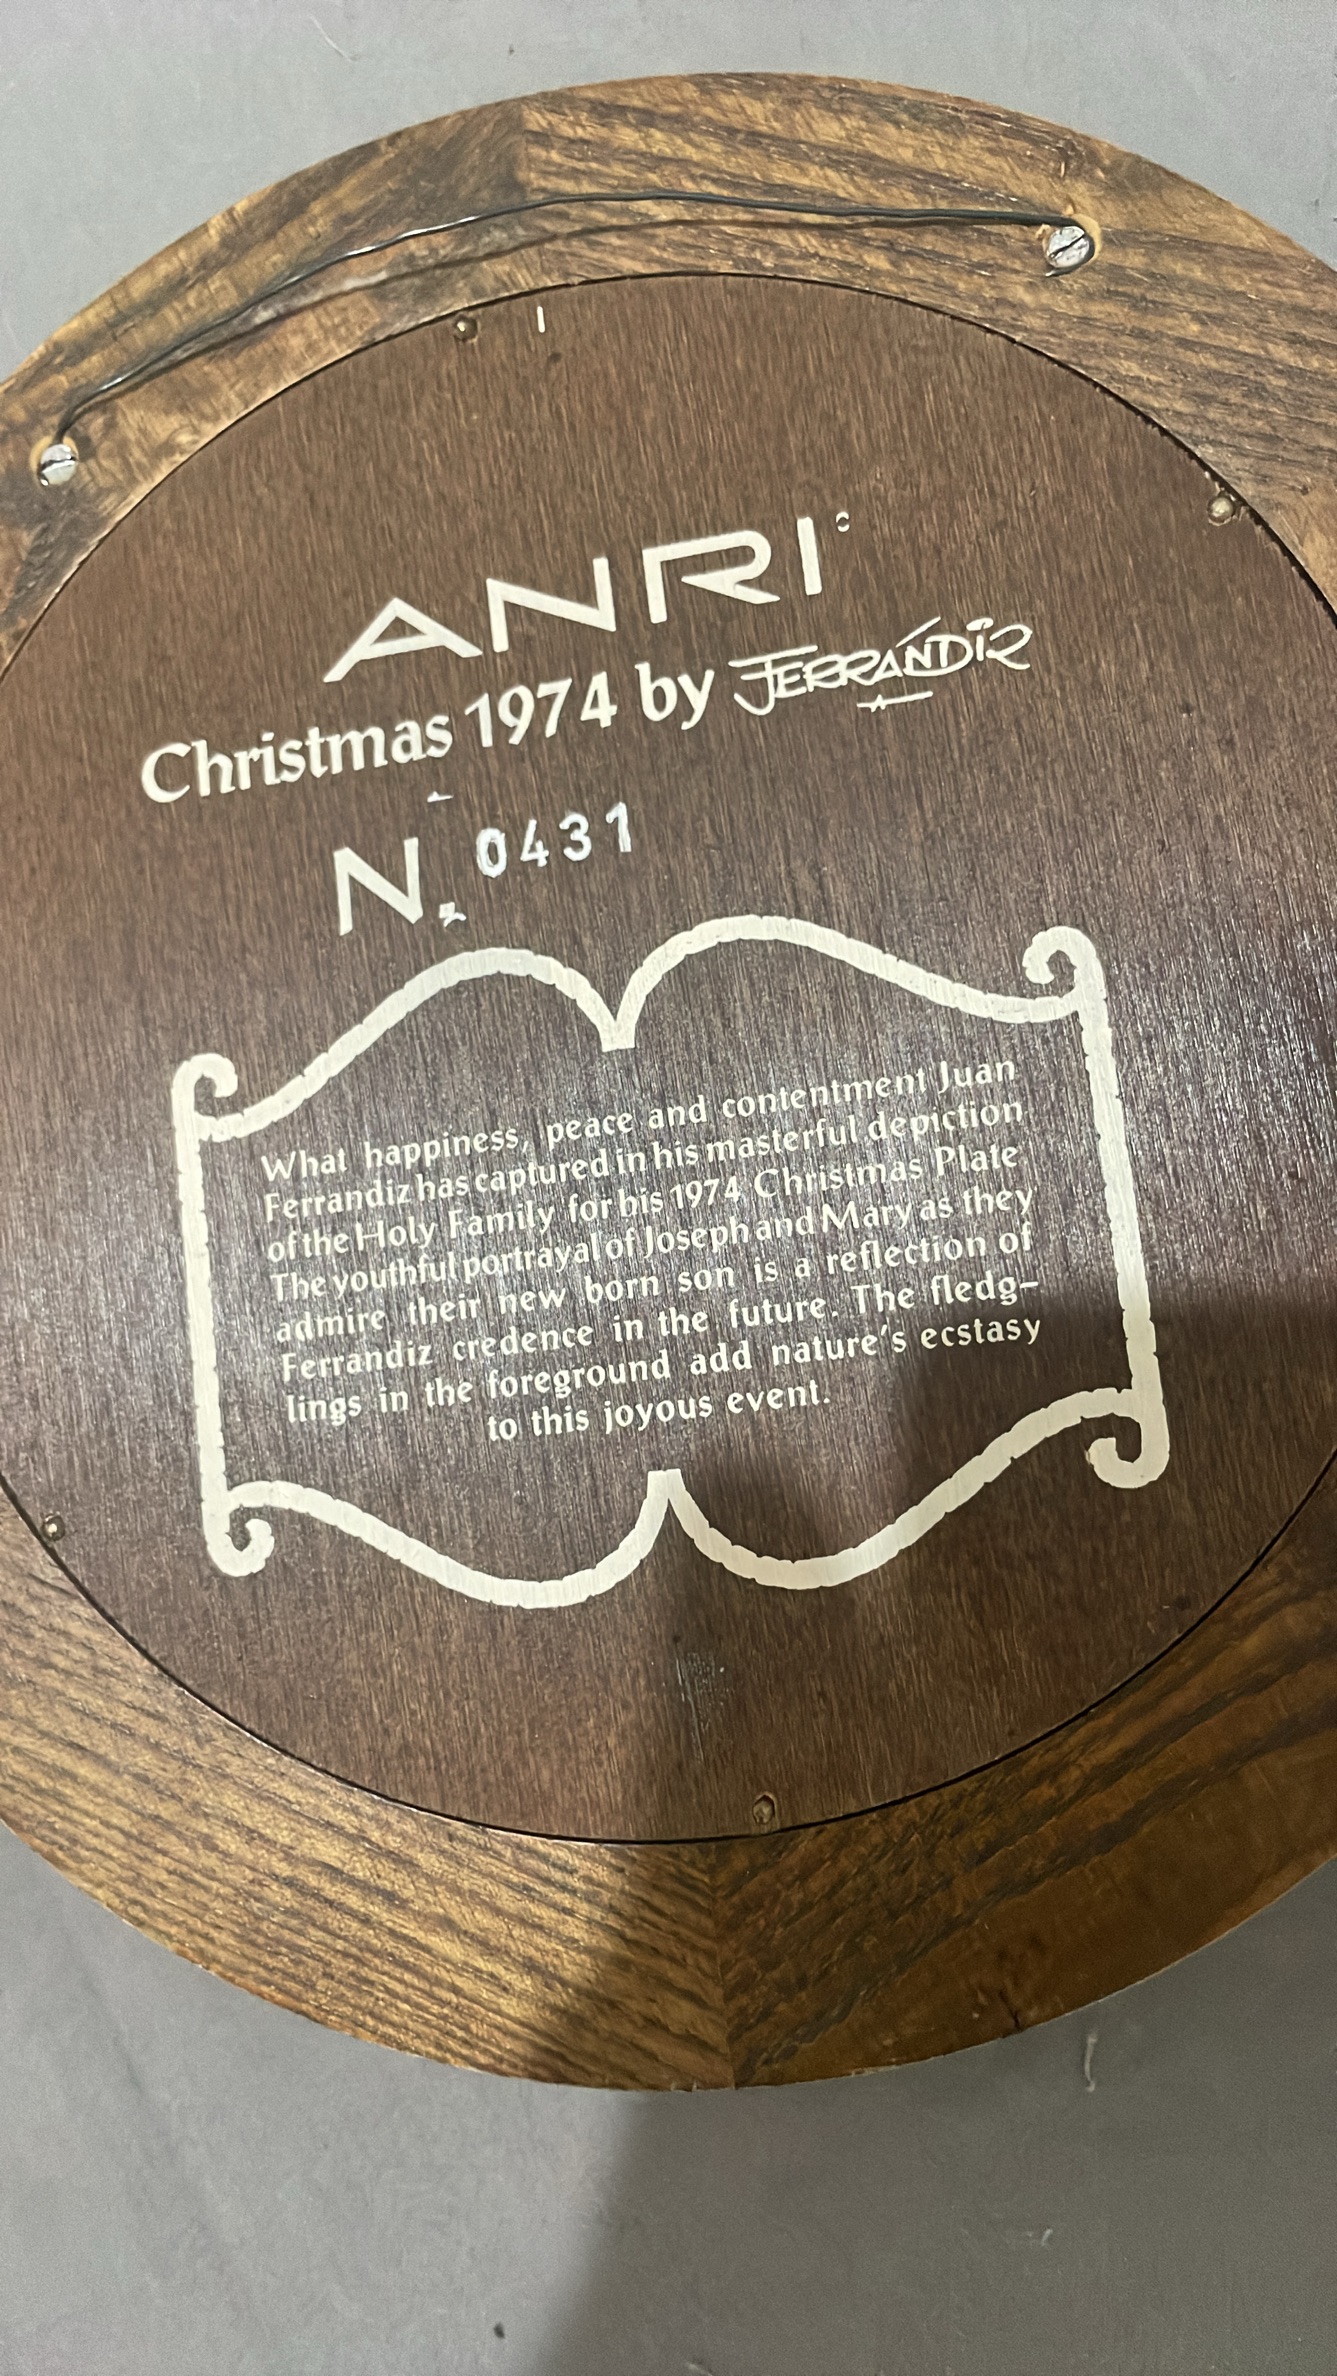 ANRI
Christmas 1974 by FERRÁNDIZ
N. 0431
What happiness, peace and contentment Juan
Ferrandiz has captured in his masterful depiction
of the Holy Family for his 1974 Christmas Plate.
The youthful portrayal of Joseph and Mary as they
admire their new born son is a reflection of
Ferrandiz credence in the future. The fledg-
lings in the foreground add nature's ecstasy
to this joyous event.